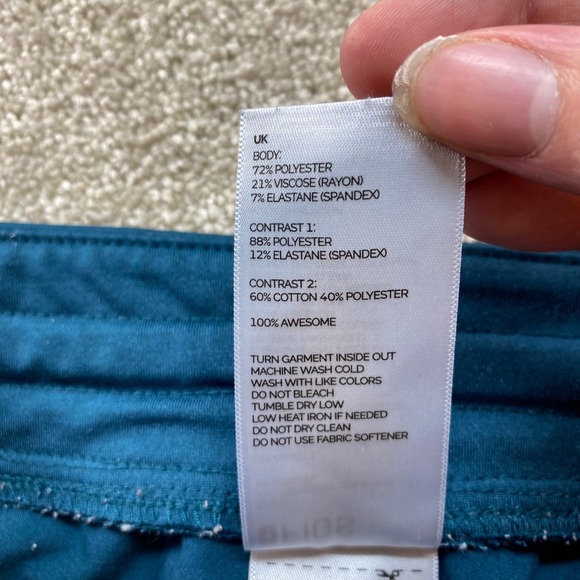 UK
BODY:
72% POLYESTER
21% VISCOSE (RAYON)
7% ELASTANE (SPANDEX)
CONTRAST 1:
88% POLYESTER
12% ELASTANE (SPANDEX)
CONTRAST 2:
60% COTTON 40% POLYESTER
100% AWESOME
TURN GARMENT INSIDE OUT
MACHINE WASH COLD
WASH WITH LIKE COLORS
DO NOT BLEACH
TUMBLE DRY LOW
LOW HEAT IRON IF NEEDED
DO NOT DRY CLEAN
DO NOT USE FABRIC SOFTENER